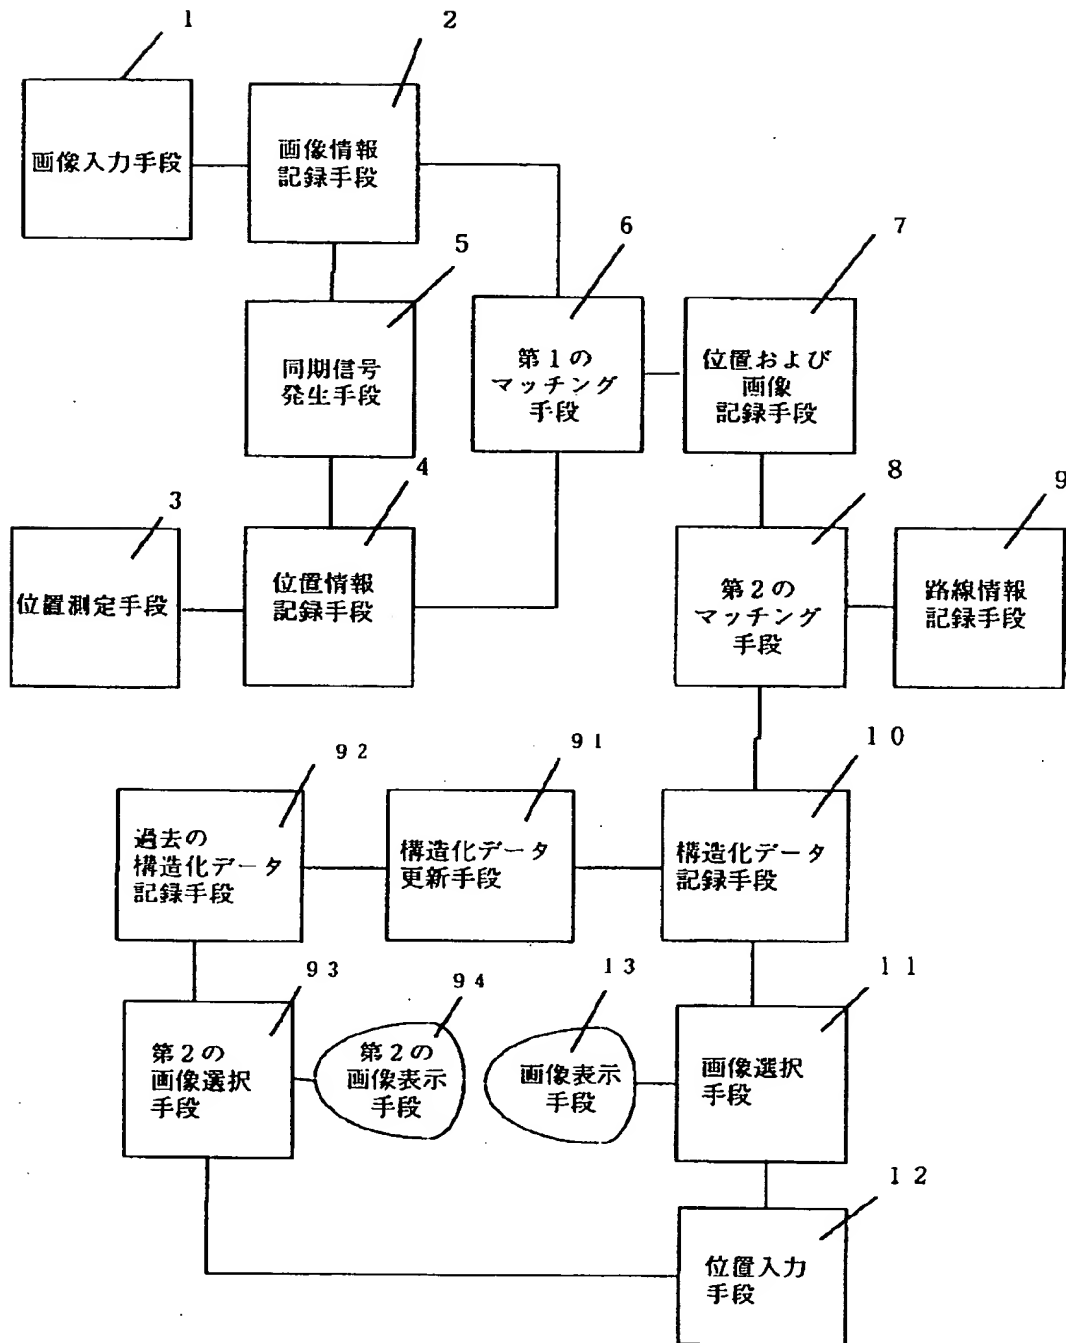 1
2
画像入力手段
画像情報
記録手段
5
6
7
同期信号
発生手段
第1の
マッチング
手段
位置および
画像
記録手段
3
4
8
9
位置測定手段
位置情報
記録手段
第2の
マッチング
手段
路線情報
記録手段
92
91
10
過去の
構造化データ
記録手段
構造化データ
更新手段
構造化データ
記録手段
93
94
13
11
第2の
画像選択
手段
第2の
画像表示
手段
画像表示
手段
画像選択
手段
12
位置入力
手段